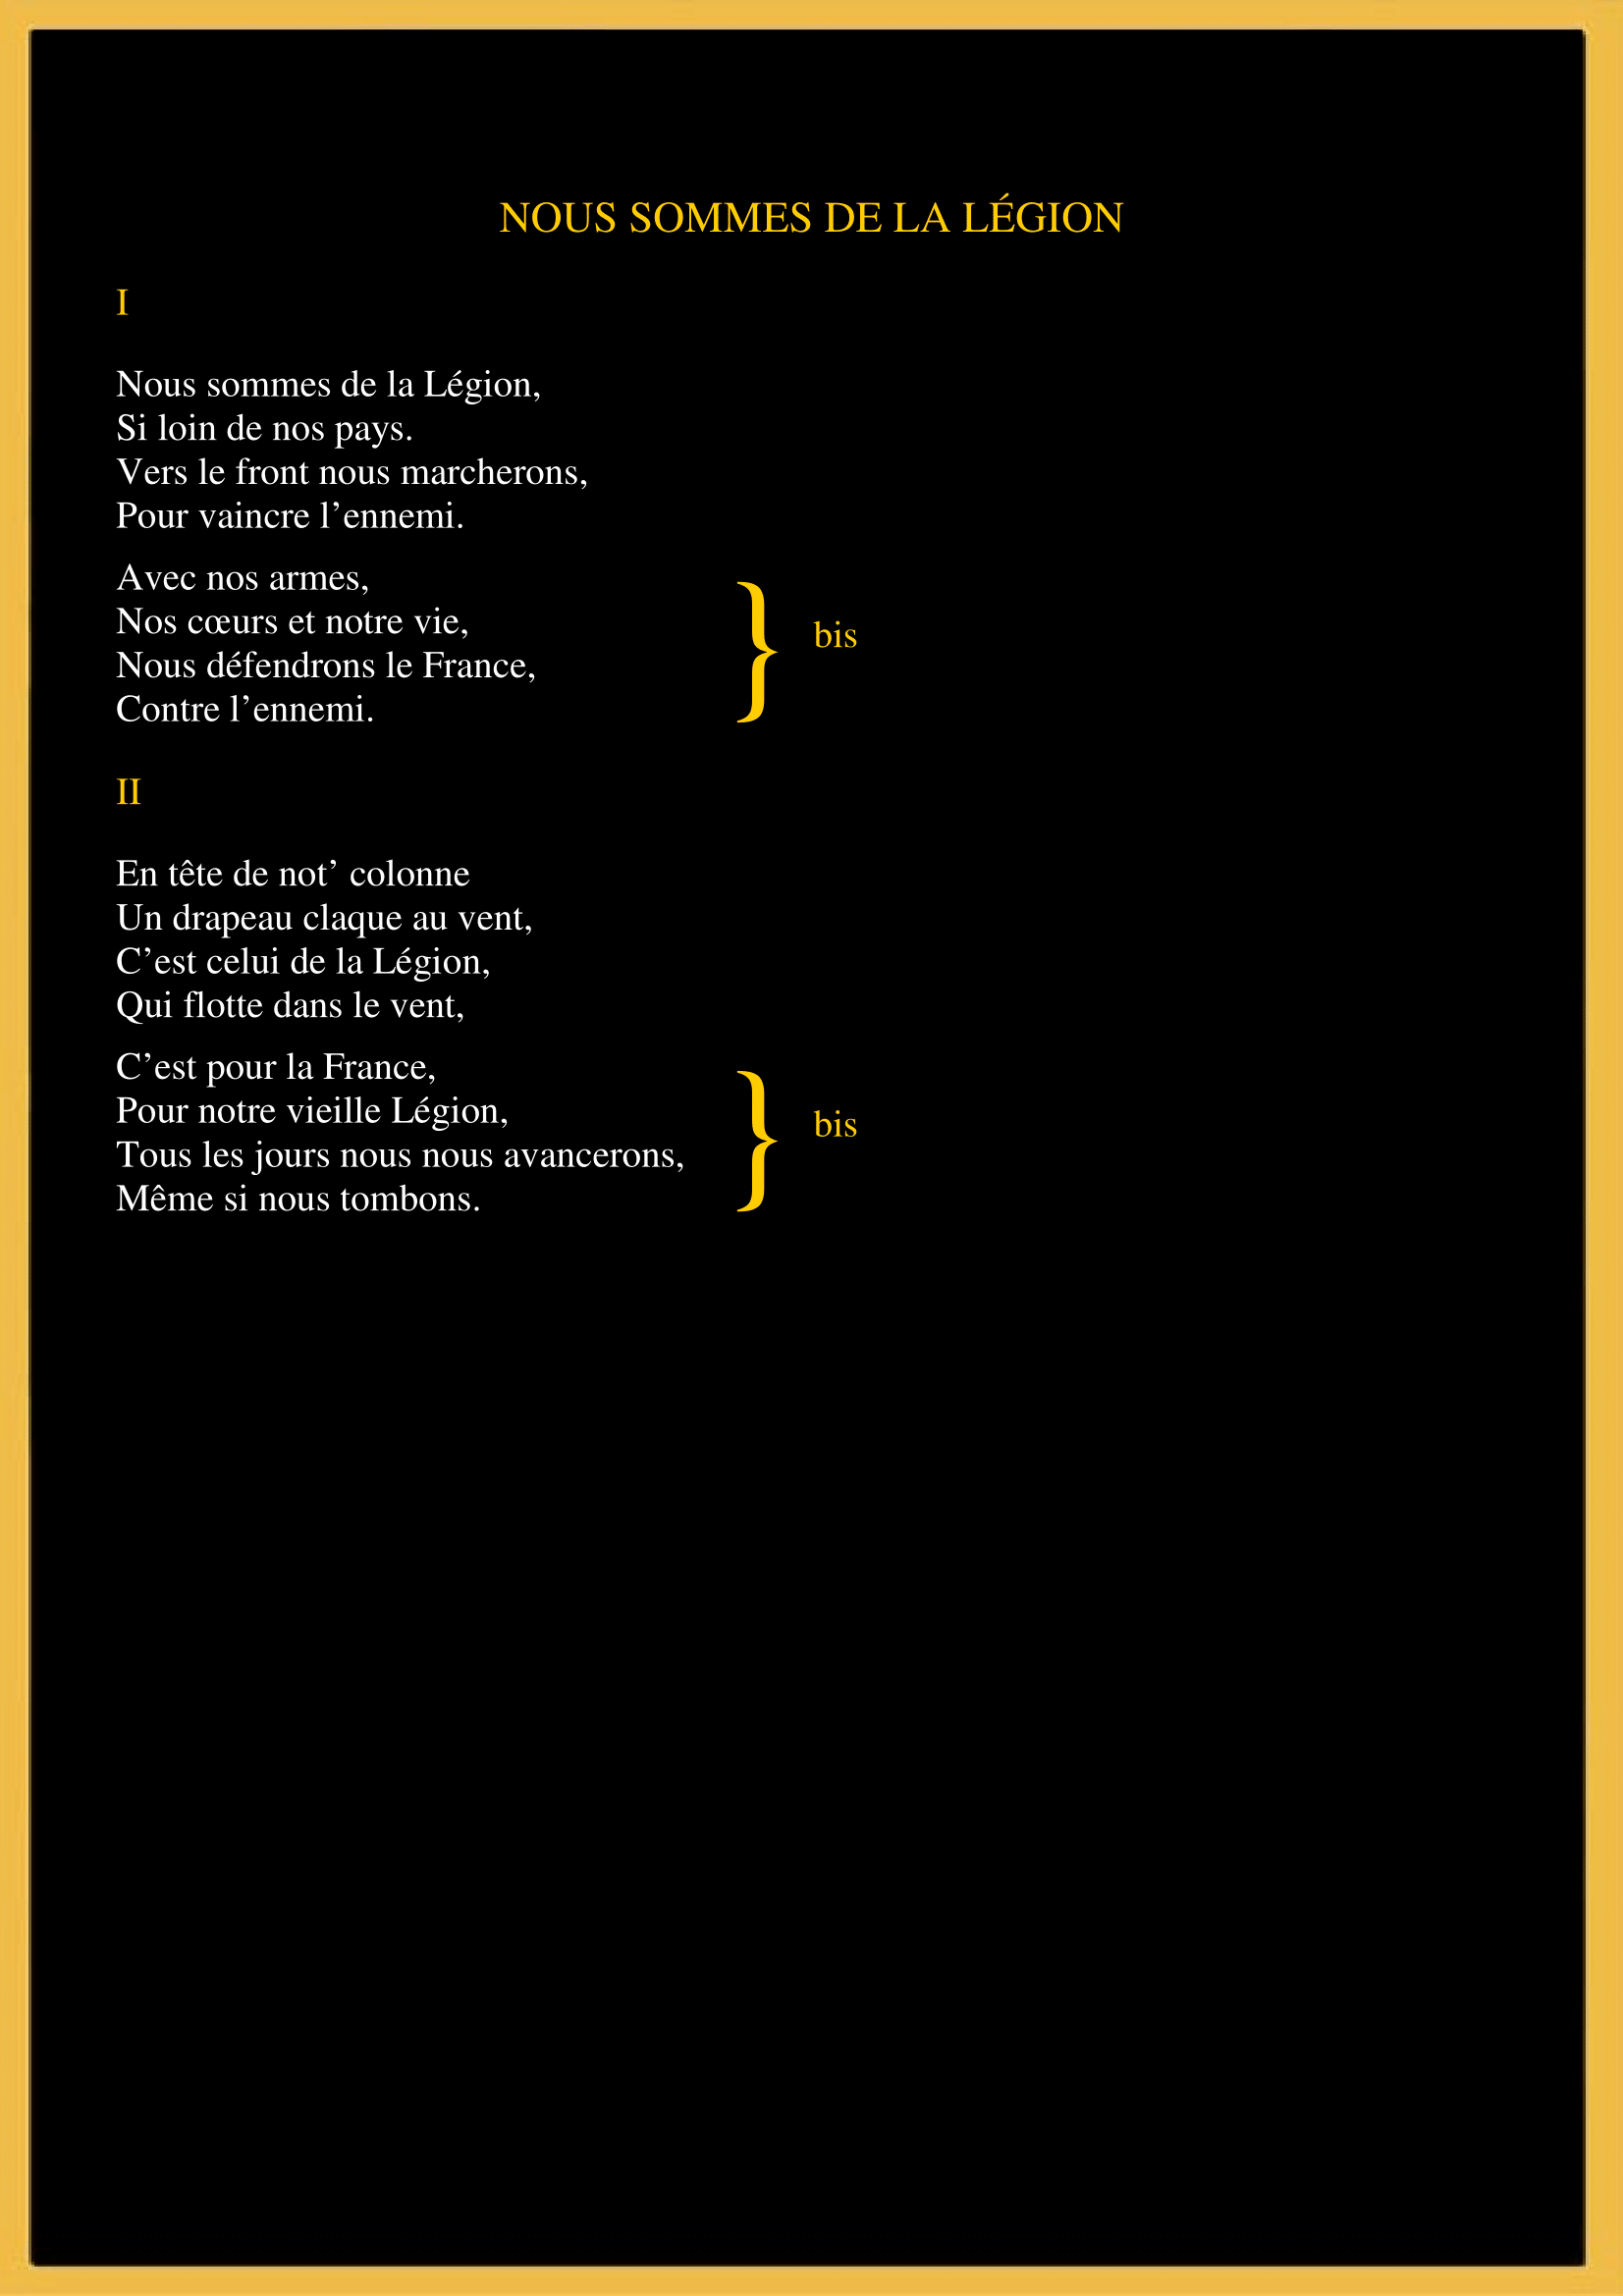 NOUS SOMMES DE LA LÉGION
I
Nous sommes de la Légion,
Si loin de nos pays.
Vers le front nous marcherons,
Pour vaincre l’ennemi.
Avec nos armes,
Nos cœurs et notre vie,
Nous défendrons le France,
Contre l’ennemi.
} bis
II
En tête de not’ colonne
Un drapeau claque au vent,
C’est celui de la Légion,
Qui flotte dans le vent,
C’est pour la France,
Pour notre vieille Légion,
Tous les jours nous nous avancerons,
Même si nous tombons.
} bis